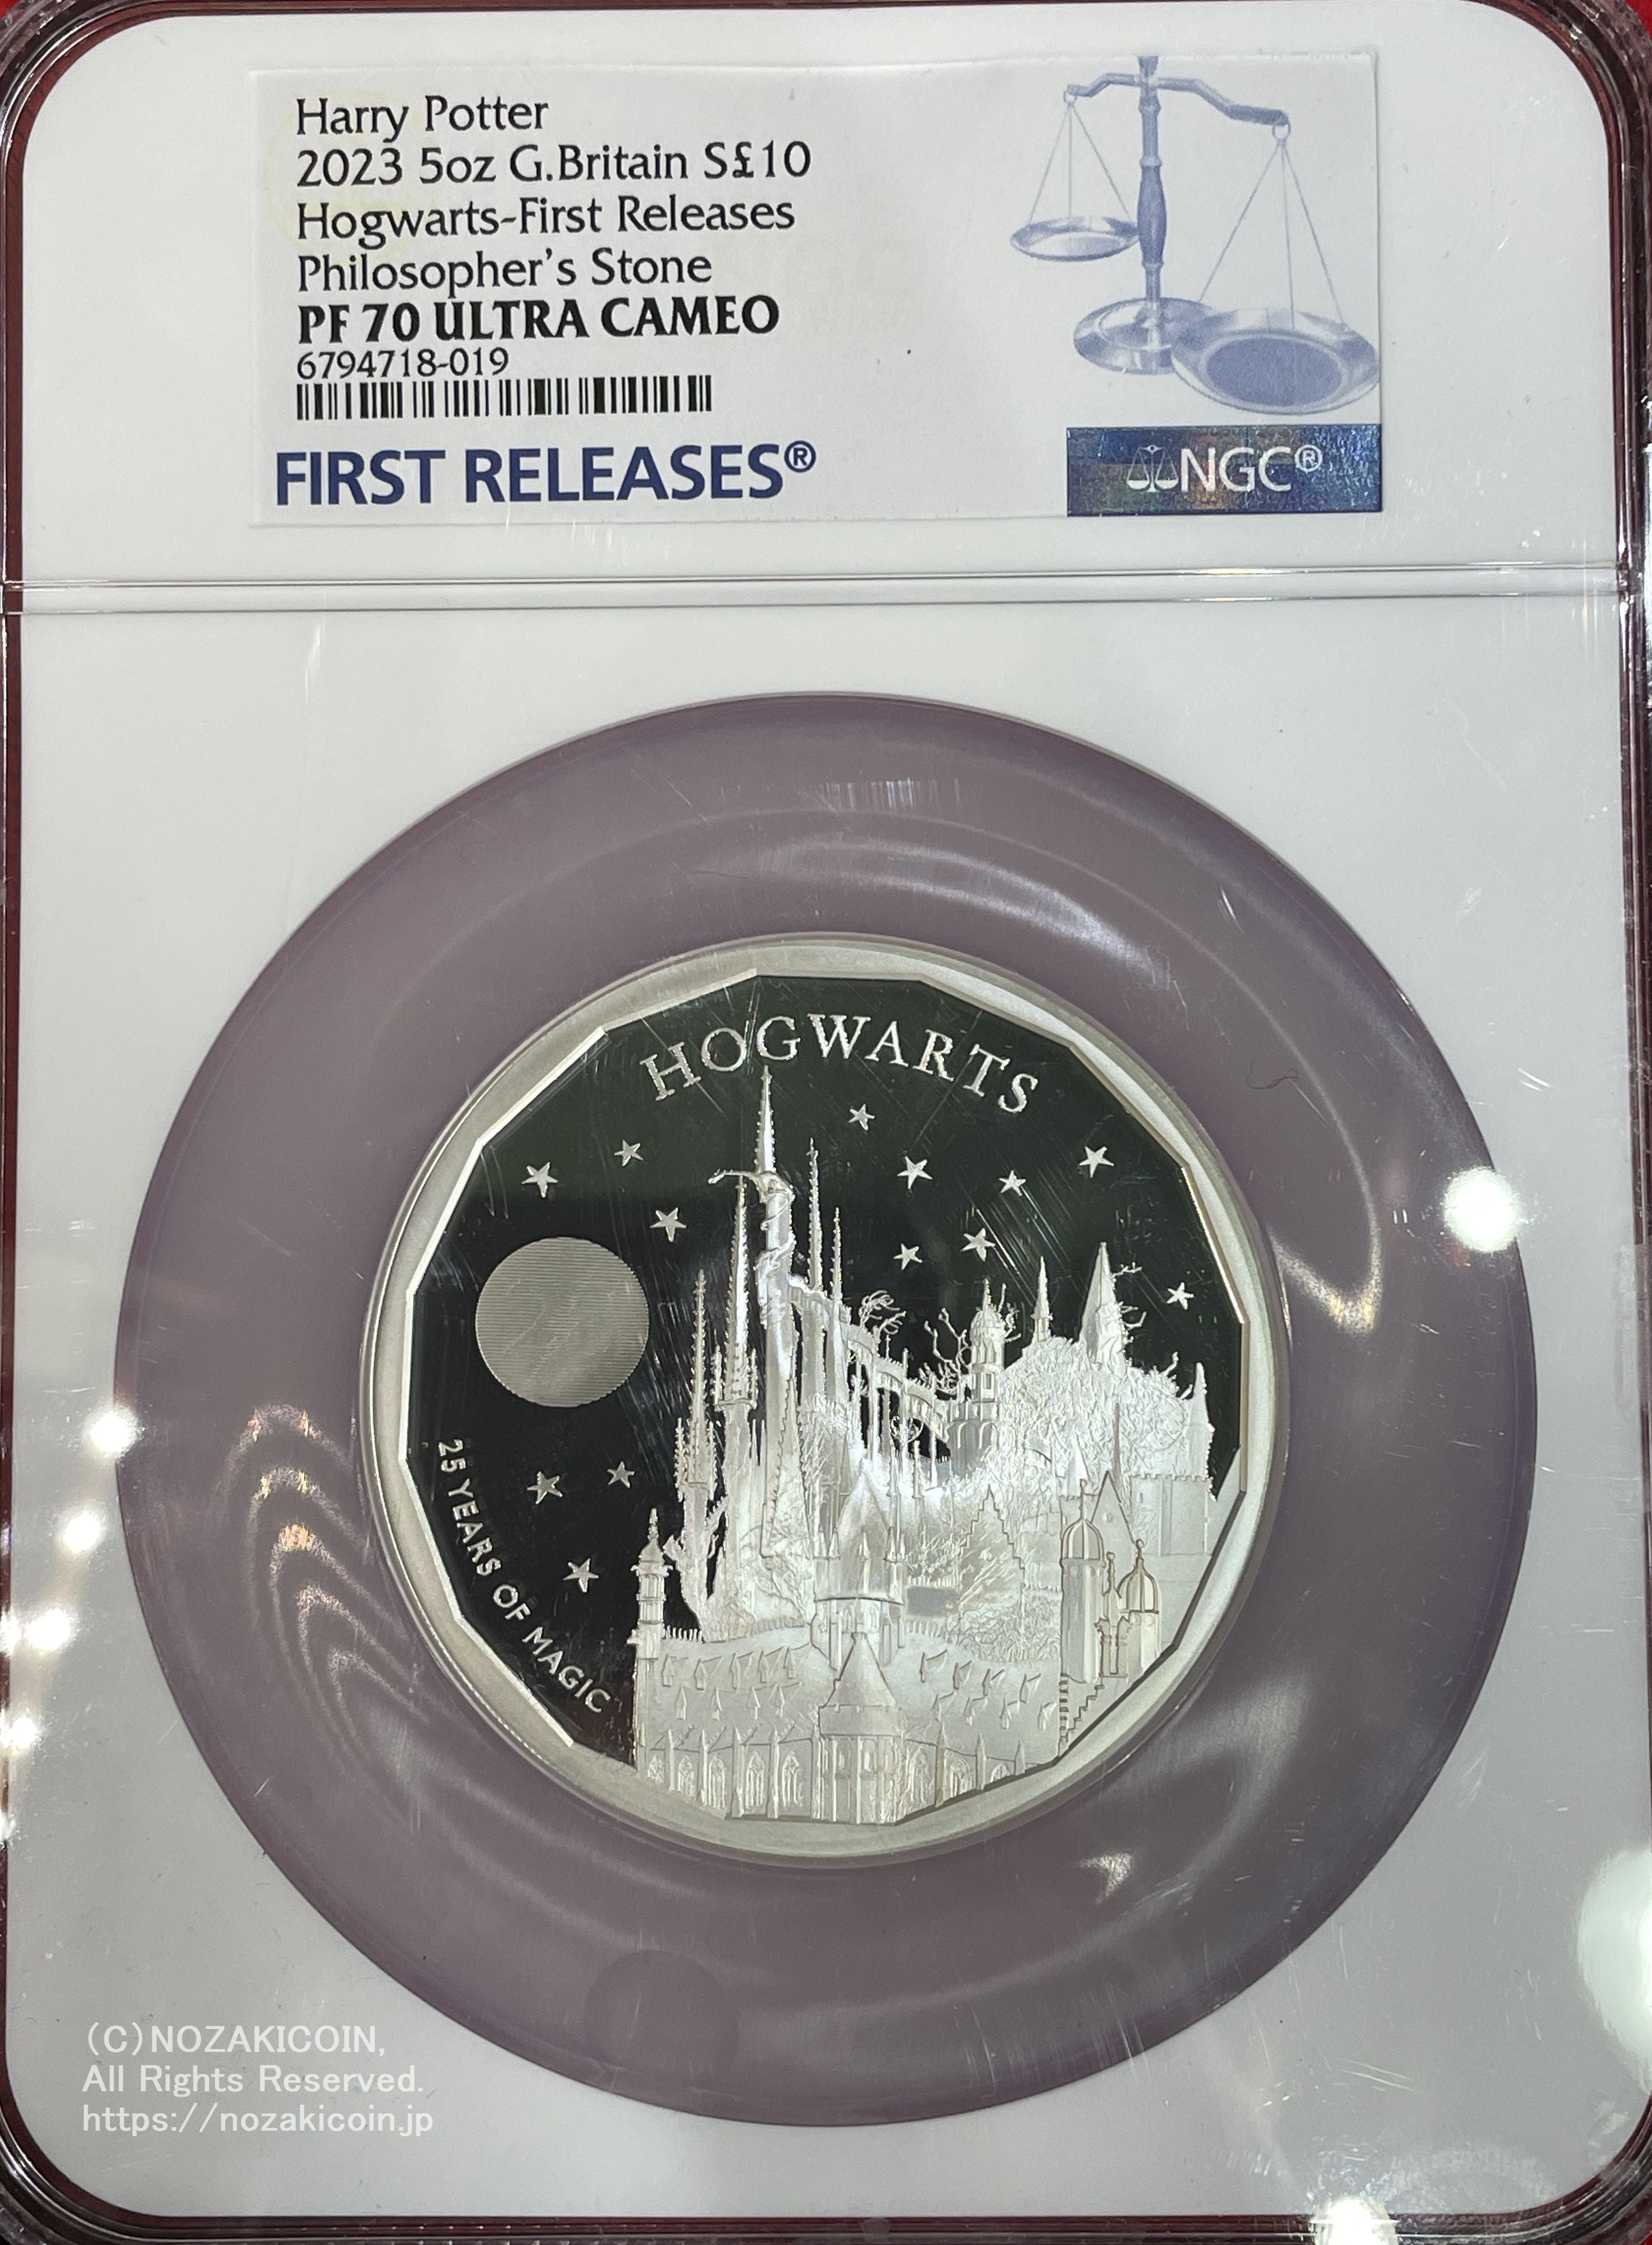 Harry Potter
2023 5oz G.Britain S£10
Hogwarts-First Releases
Philosopher's Stone
PF 70 ULTRA CAMEO
6794718-019
FIRST RELEASES®
NGC®
HOGWARTS
25 YEARS OF MAGIC
(C)NOZAKICOIN,
All Rights Reserved.
https://nozakicoin.jp